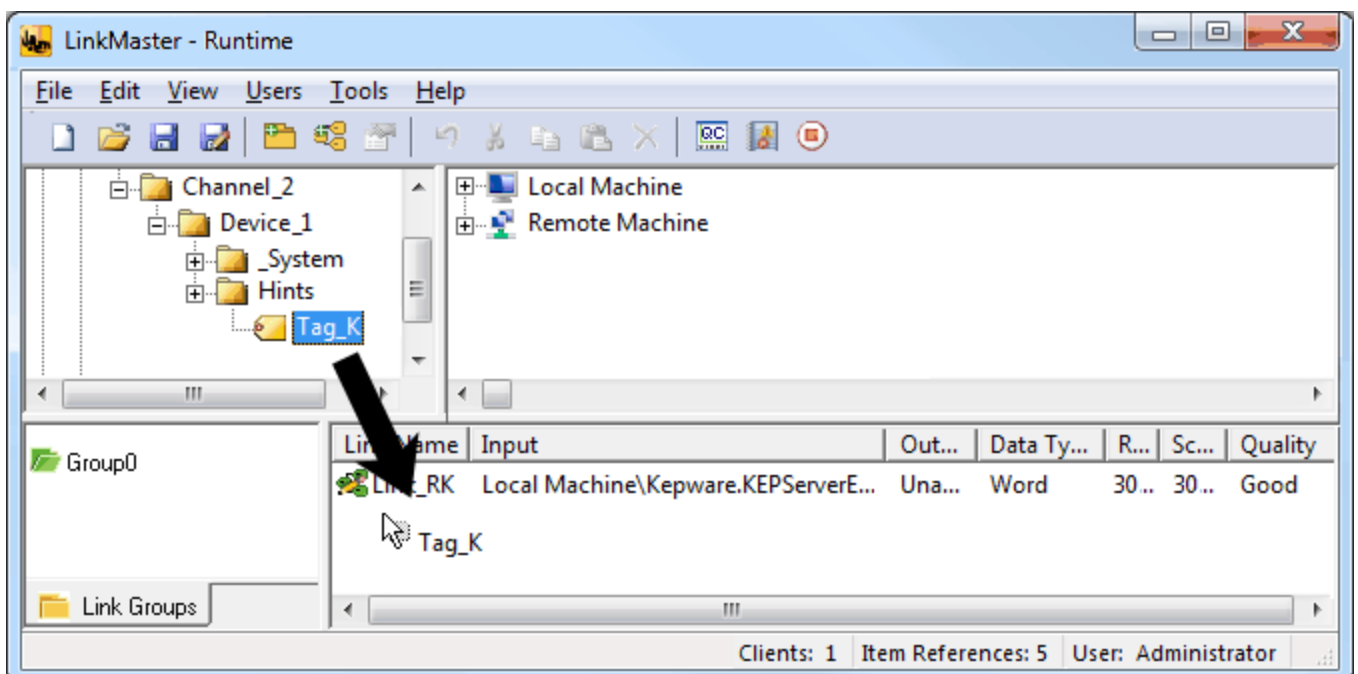 LinkMaster - Runtime
File Edit View Users Tools Help
QC
Channel_2
Device_1
_System
Hints
Tag_K
Local Machine
Remote Machine
Group0
Link Groups
Input Out... Data Ty... R... Sc... Quality
_RK Local Machine\Kepware.KEPServerE... Una... Word 30... 30... Good
Tag_K
Clients: 1 Item References: 5 User: Administrator